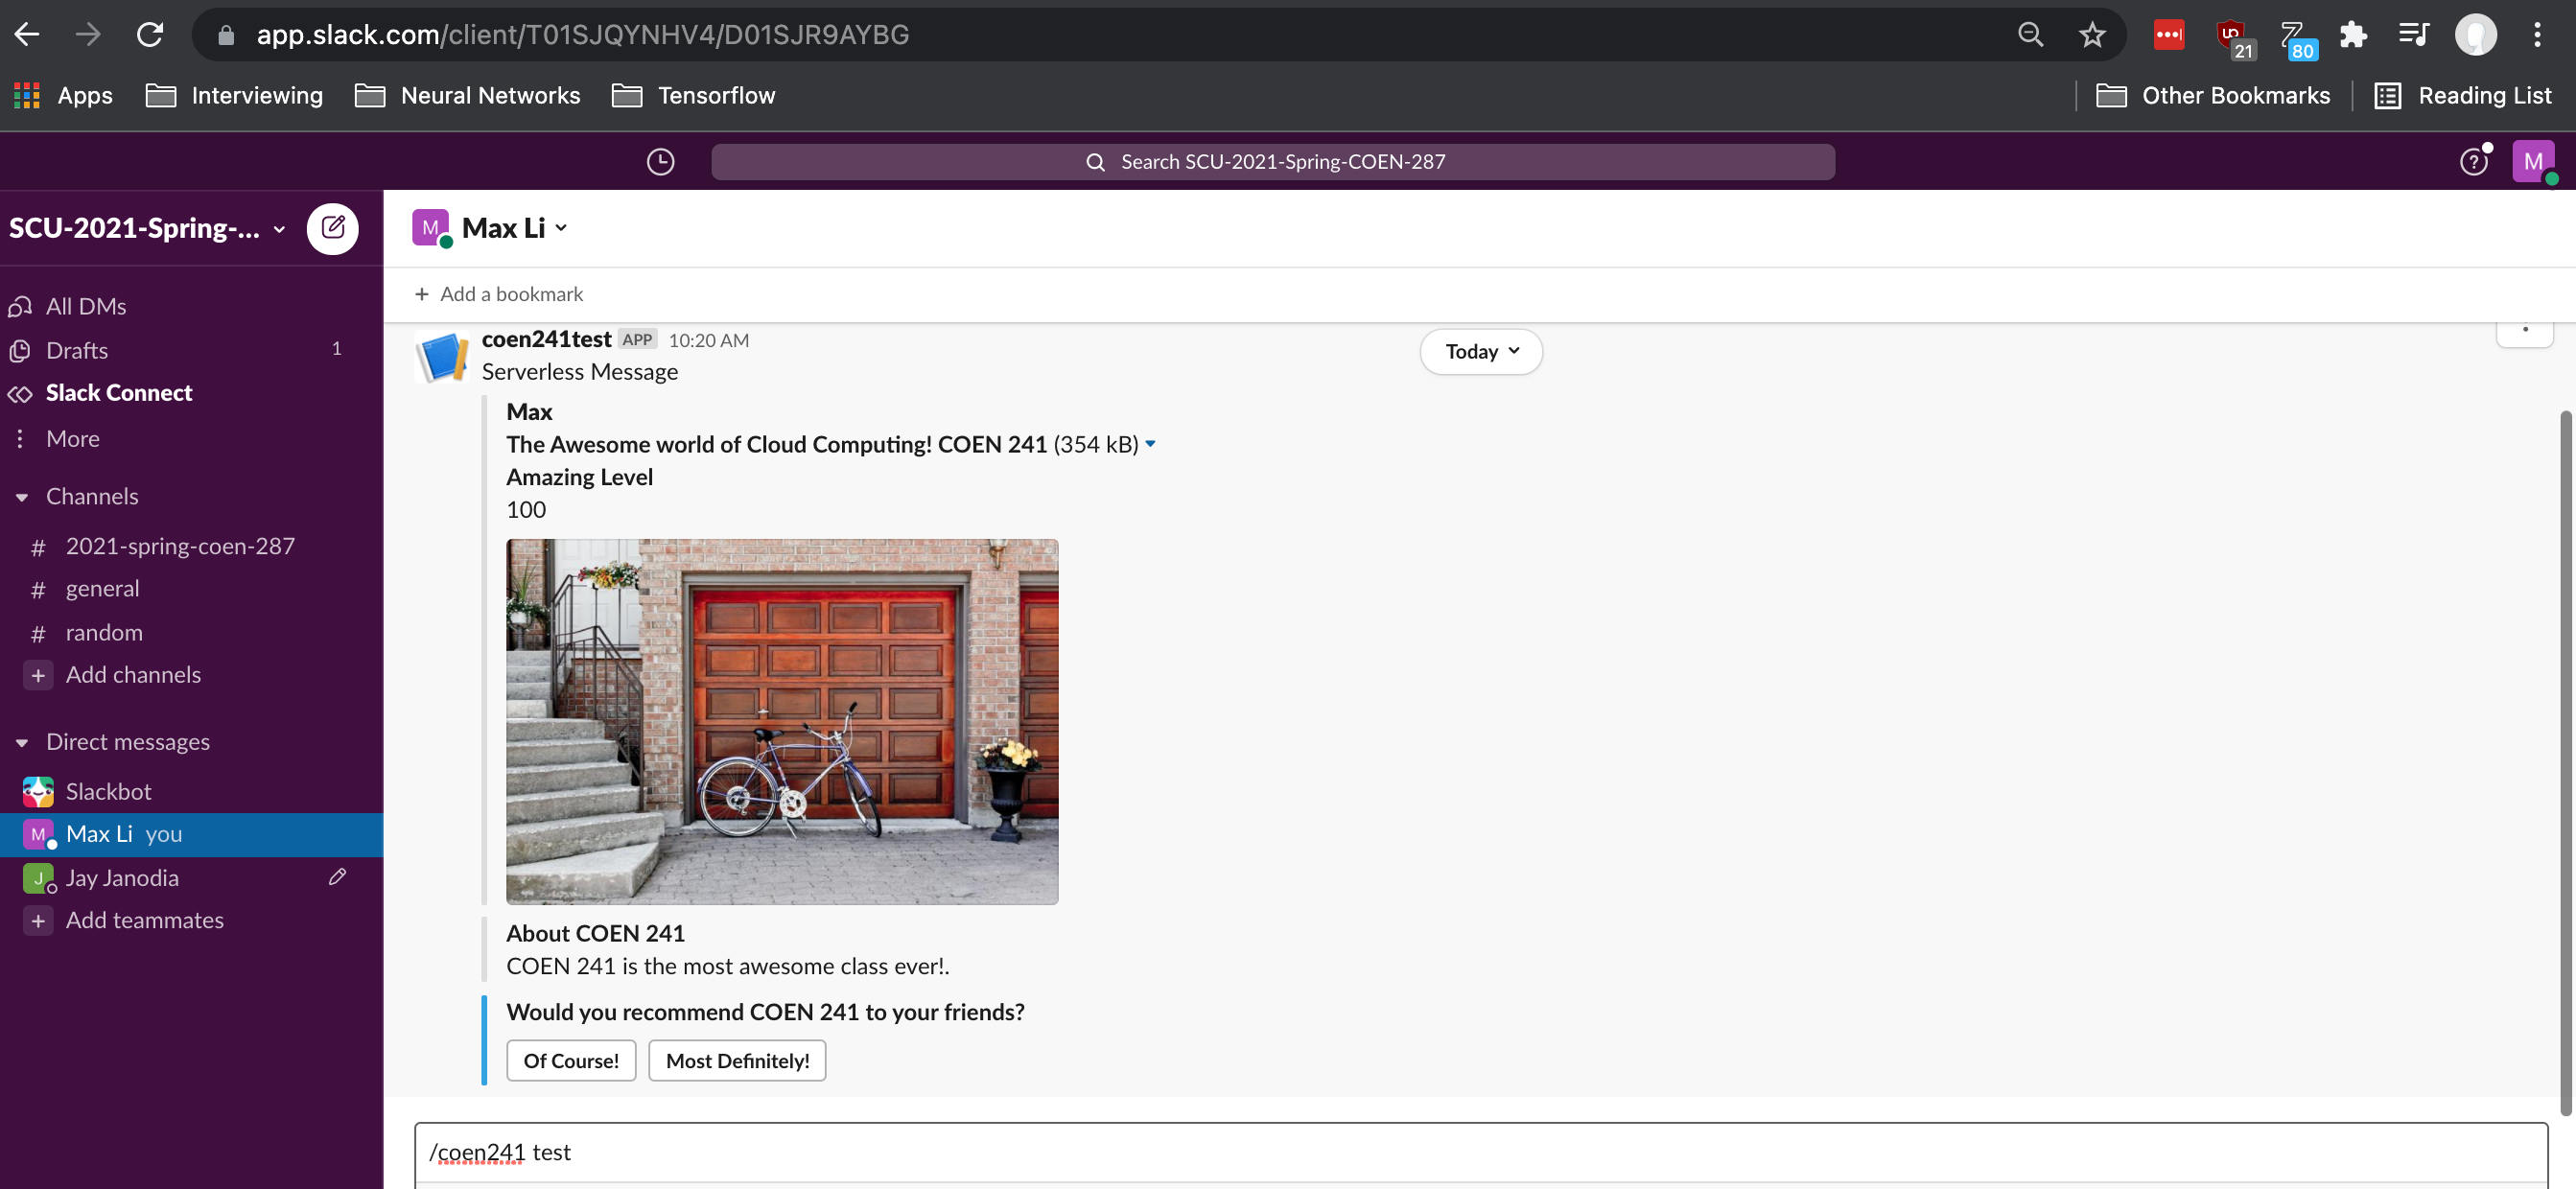 app.slack.com/client/T01SJQYNHV4/D01SJR9AYBG
21
80
Apps
Interviewing
Neural Networks
Tensorflow
Other Bookmarks
Reading List
Search SCU-2021-Spring-COEN-287
M
SCU-2021-Spring-...
All DMs
Drafts 1
Slack Connect
More
Channels
# 2021-spring-coen-287
# general
# random
+ Add channels
Direct messages
Slackbot
M Max Li you
J Jay Janodia
+ Add teammates
M Max Li
+ Add a bookmark
coen241test APP 10:20 AM
Today
Serverless Message
Max
The Awesome world of Cloud Computing! COEN 241 (354 kB)
Amazing Level
100
About COEN 241
COEN 241 is the most awesome class ever!.
Would you recommend COEN 241 to your friends?
Of Course!
Most Definitely!
/coen241 test